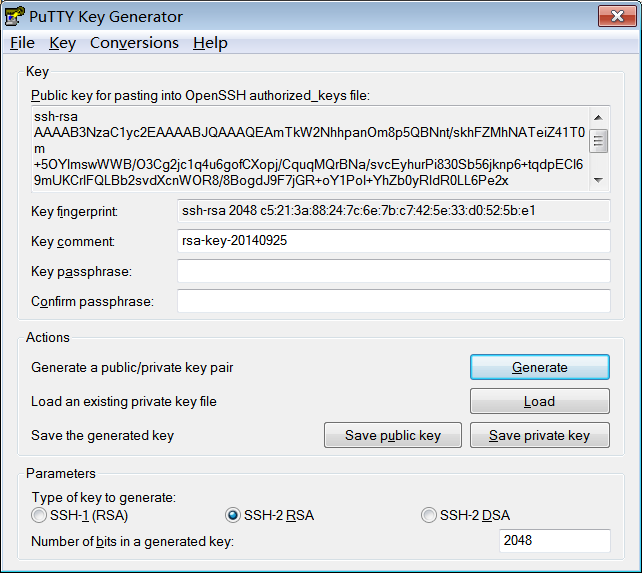 PuTTY Key Generator
File Key Conversions Help
Key
Public key for pasting into OpenSSH authorized_keys file:
ssh-rsa
AAAAB3NzaC1yc2EAAAABJQAAAQEAmTkW2NhhpanOm8p5QBNnt/skhFZMhNATeiZ41T0
m
+5OYlmswWWB/O3Cg2jc1q4u6gofCXopj/CquqMQrBNa/svcEyhurPi830Sb56jknp6+tqdpECl6
9mUKCrIFQLBb2svdXcnWOR8/8BogdJ9F7jGR+oY1Pol+YhZb0yRldR0LL6Pe2x
Key fingerprint: ssh-rsa 2048 c5:21:3a:88:24:7c:6e:7b:c7:42:5e:33:d0:52:5b:e1
Key comment: rsa-key-20140925
Key passphrase:
Confirm passphrase:
Actions
Generate a public/private key pair Generate
Load an existing private key file Load
Save the generated key Save public key Save private key
Parameters
Type of key to generate:
SSH-1 (RSA) SSH-2 RSA SSH-2 DSA
Number of bits in a generated key: 2048